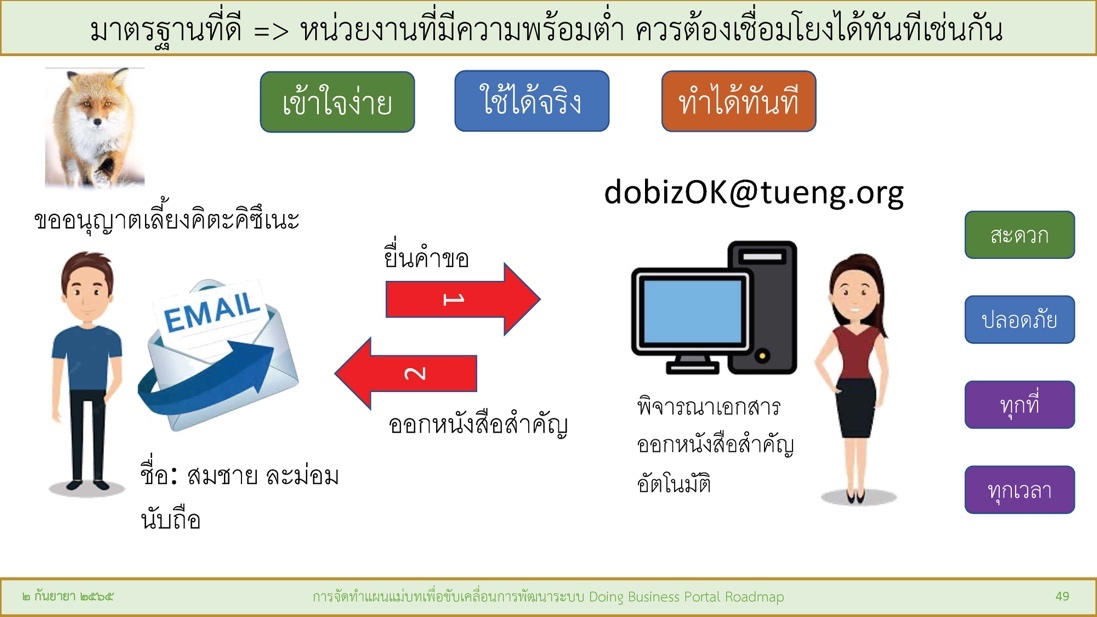 มาตรฐานที่ดี => หน่วยงานที่มีความพร้อมต่ำ ควรต้องเชื่อมโยงได้ทันทีเช่นกัน
เข้าใจง่าย
ใช้ได้จริง
ทำได้ทันที
dobizOK@tueng.org
ขออนุญาตเลี้ยงคิตะคิซึเนะ
สะดวก
ยื่นคำขอ
EMAIL
1
ปลอดภัย
2
ทุกที่
พิจารณาเอกสาร
ออกหนังสือสำคัญ
ออกหนังสือสำคัญ
อัตโนมัติ
ทุกเวลา
ชื่อ: สมชาย ละม่อม
นับถือ
๒ กันยายา ๒๕๖๕
การจัดทำแผนแม่บทเพื่อขับเคลื่อนการพัฒนาระบบ Doing Business Portal Roadmap
49